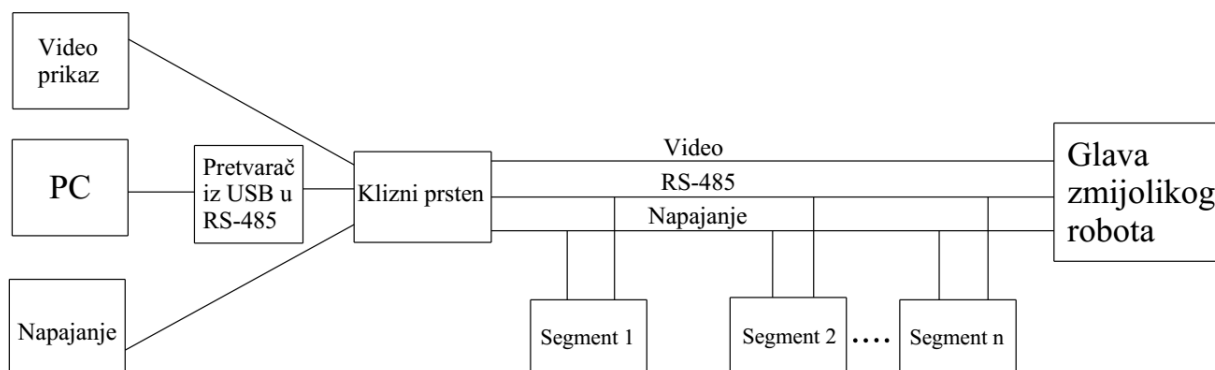 Video
prikaz
PC
Pretvarač
iz USB u
RS-485
Napajanje
Klizni prsten
Video
RS-485
Napajanje
Segment 1
Segment 2
....
Segment n
Glava
zmijolikog
robota